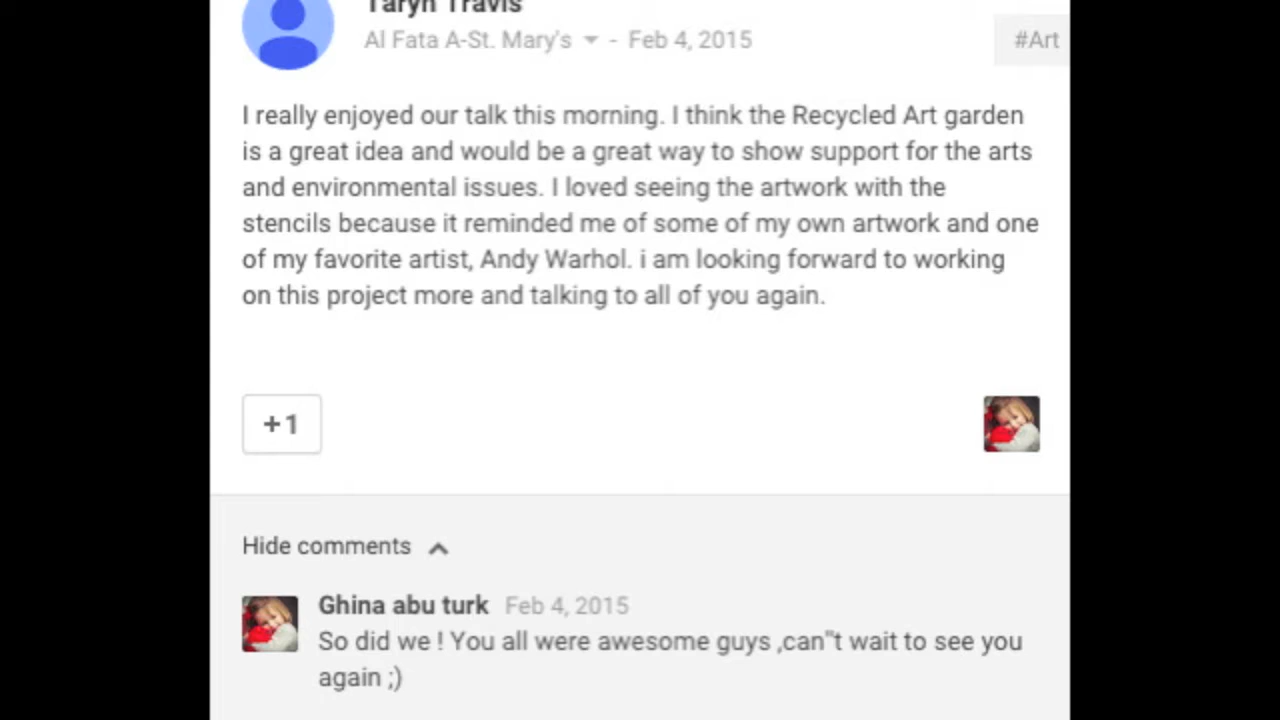 Taryn Travis
Al Fata A-St. Mary's - Feb 4, 2015
#Art
I really enjoyed our talk this morning. I think the Recycled Art garden
is a great idea and would be a great way to show support for the arts
and environmental issues. I loved seeing the artwork with the
stencils because it reminded me of some of my own artwork and one
of my favorite artist, Andy Warhol. i am looking forward to working
on this project more and talking to all of you again.
+1
Hide comments
Ghina abu turk Feb 4, 2015
So did we ! You all were awesome guys ,can"t wait to see you
again ;)